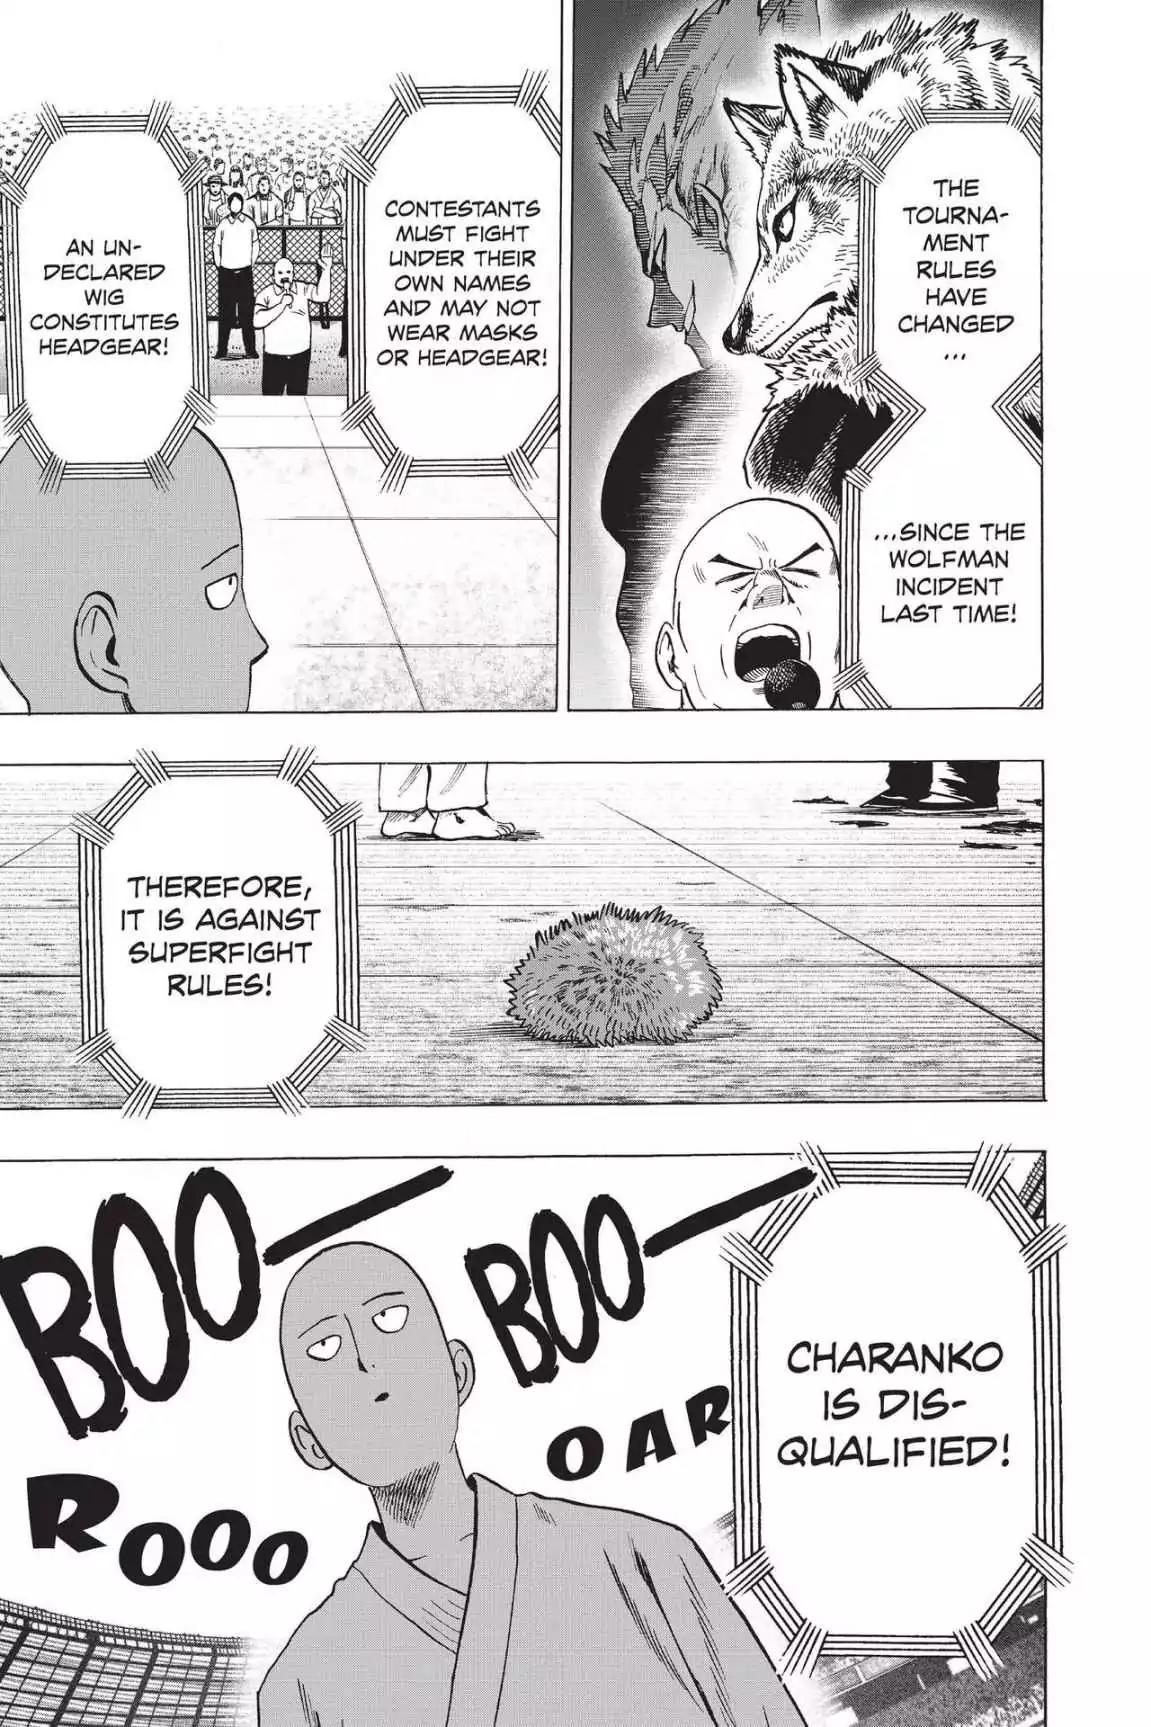 THE
TOURNA-
MENT
RULES
HAVE
CHANGED
...
...SINCE THE
WOLFMAN
INCIDENT
LAST TIME!
CONTESTANTS
MUST FIGHT
UNDER THEIR
OWN NAMES
AND MAY NOT
WEAR MASKS
OR HEADGEAR!
AN UN-
DECLARED
WIG
CONSTITUTES
HEADGEAR!
THEREFORE,
IT IS AGAINST
SUPERFIGHT
RULES!
CHARANKO
IS DIS-
QUALIFIED!
BOO—
BOO—
OAR
ROOO